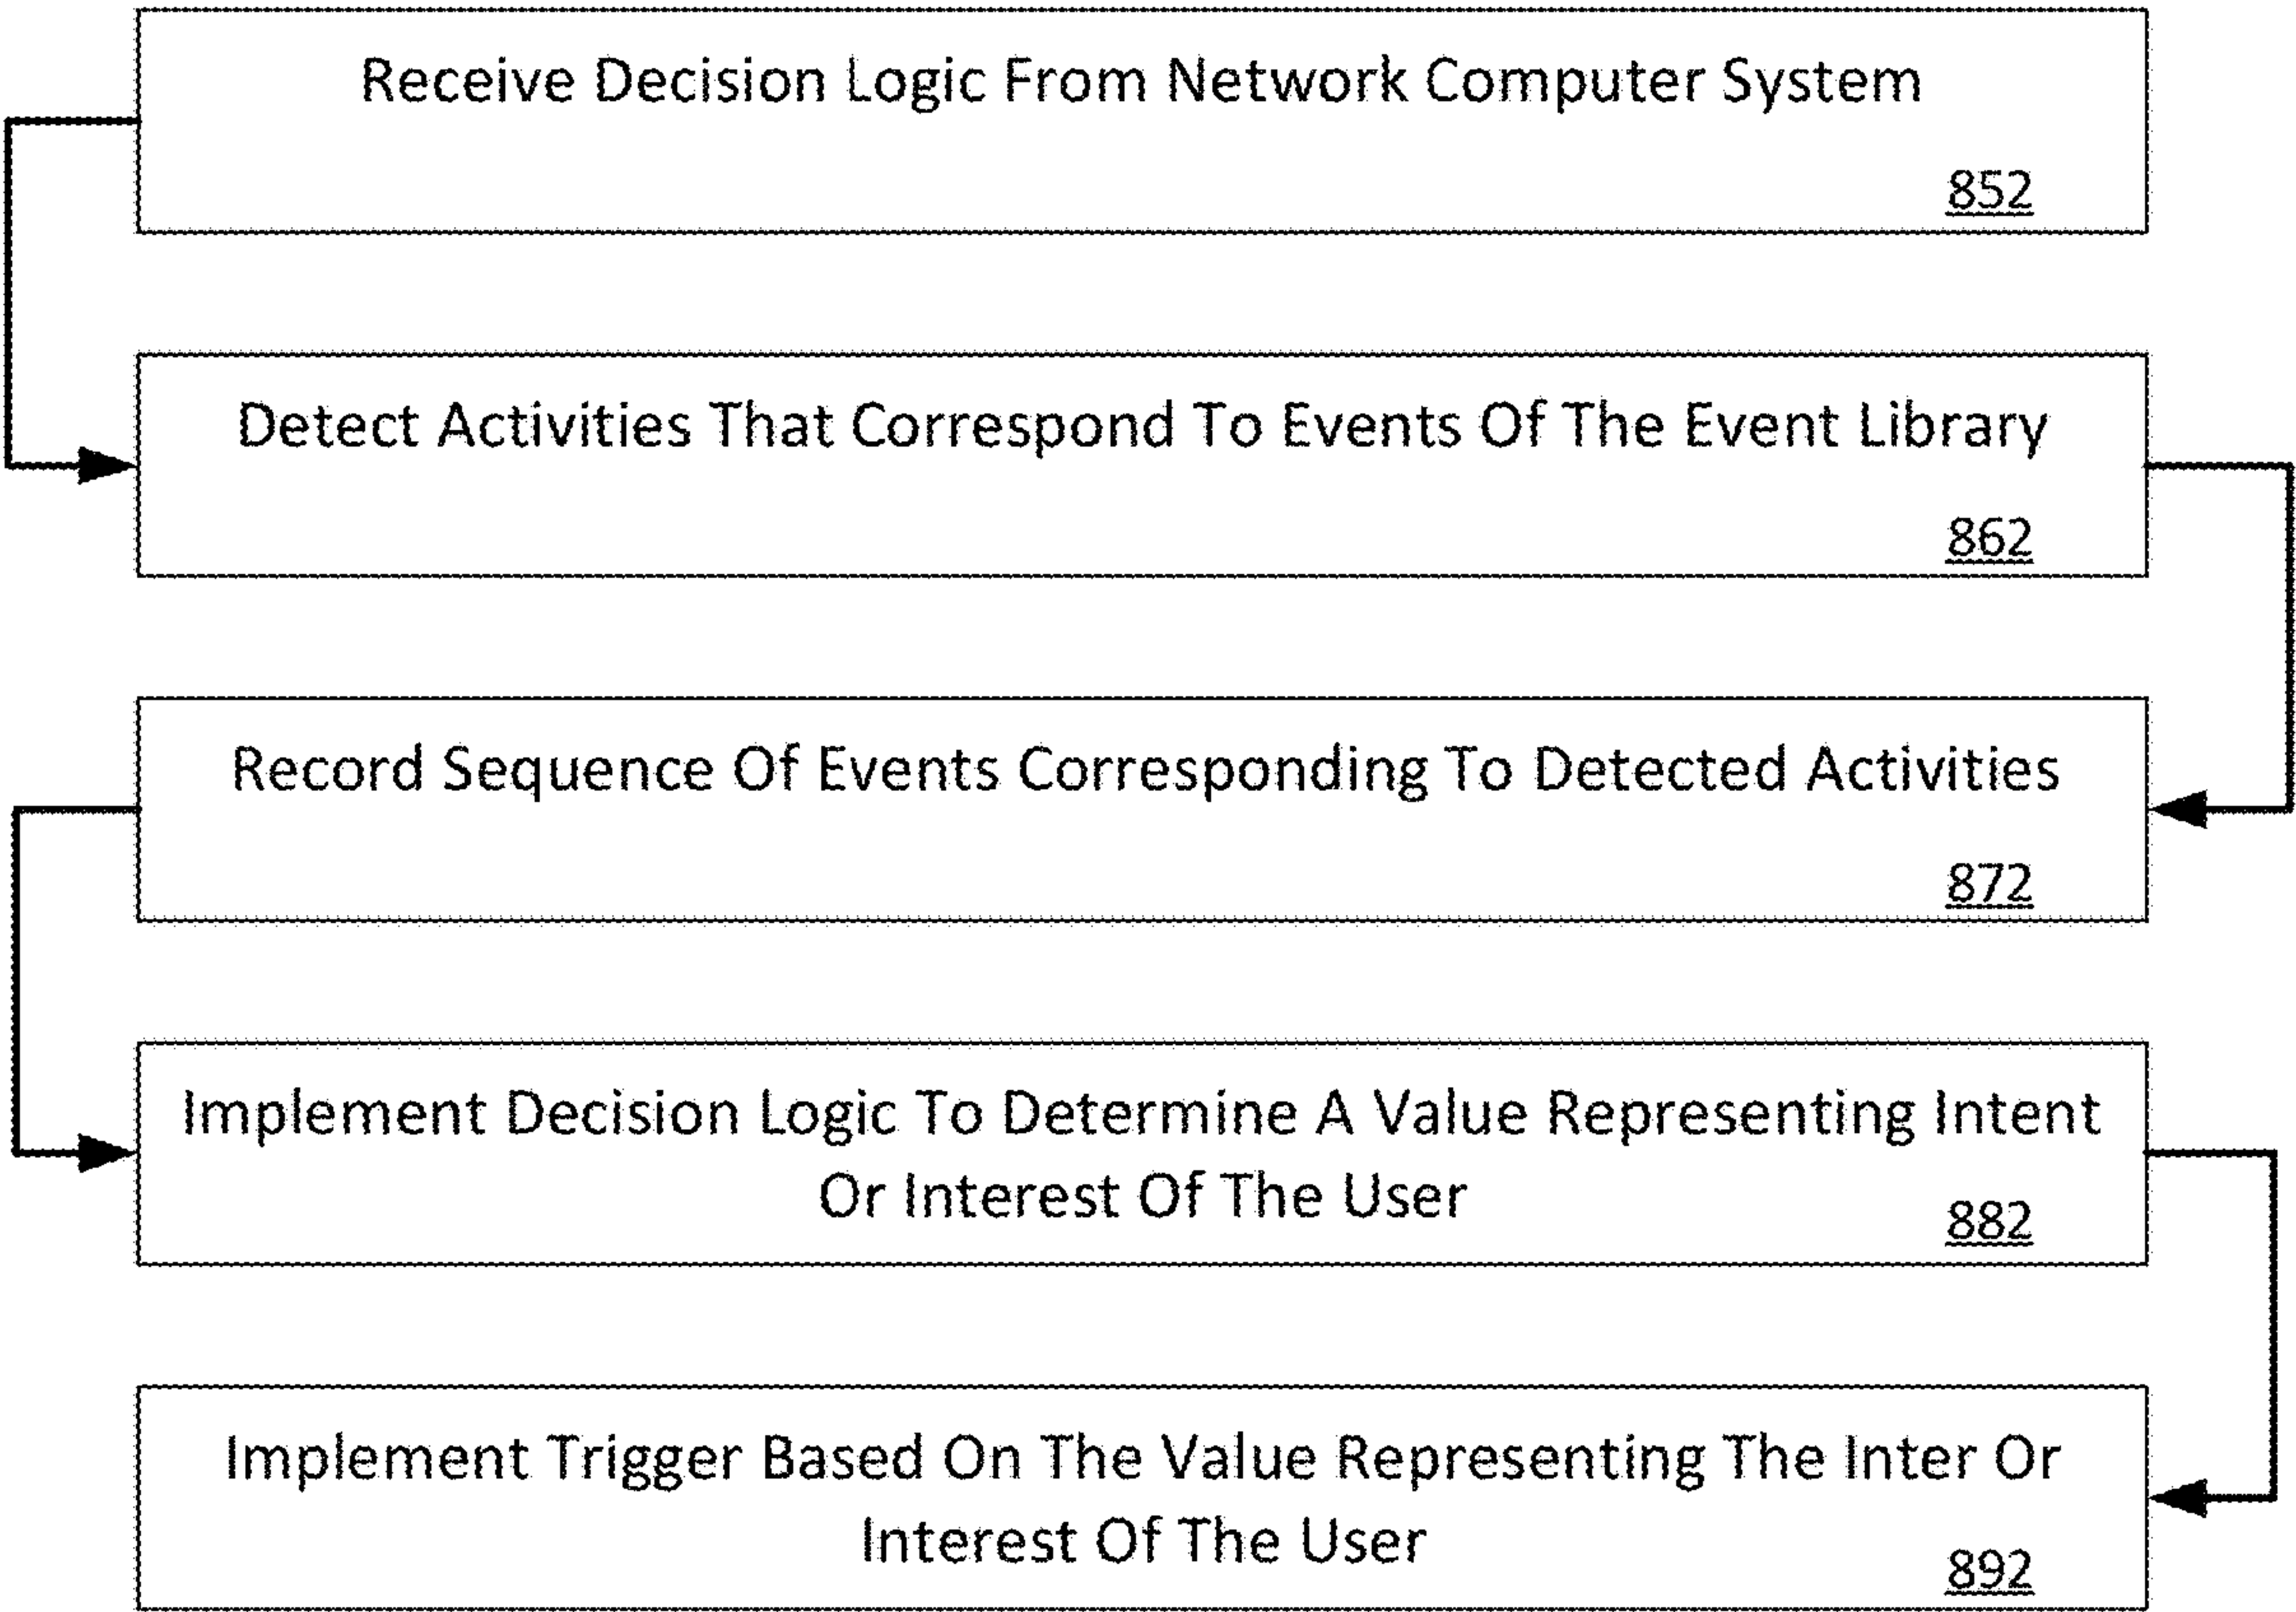 Receive Decision Logic From Network Computer System
852
Detect Activities That Correspond To Events Of The Event Library
862
Record Sequence Of Events Corresponding To Detected Activities
872
Implement Decision Logic To Determine A Value Representing Intent
Or Interest Of The User
882
Implement Trigger Based On The Value Representing The Inter Or
Interest Of The User
892